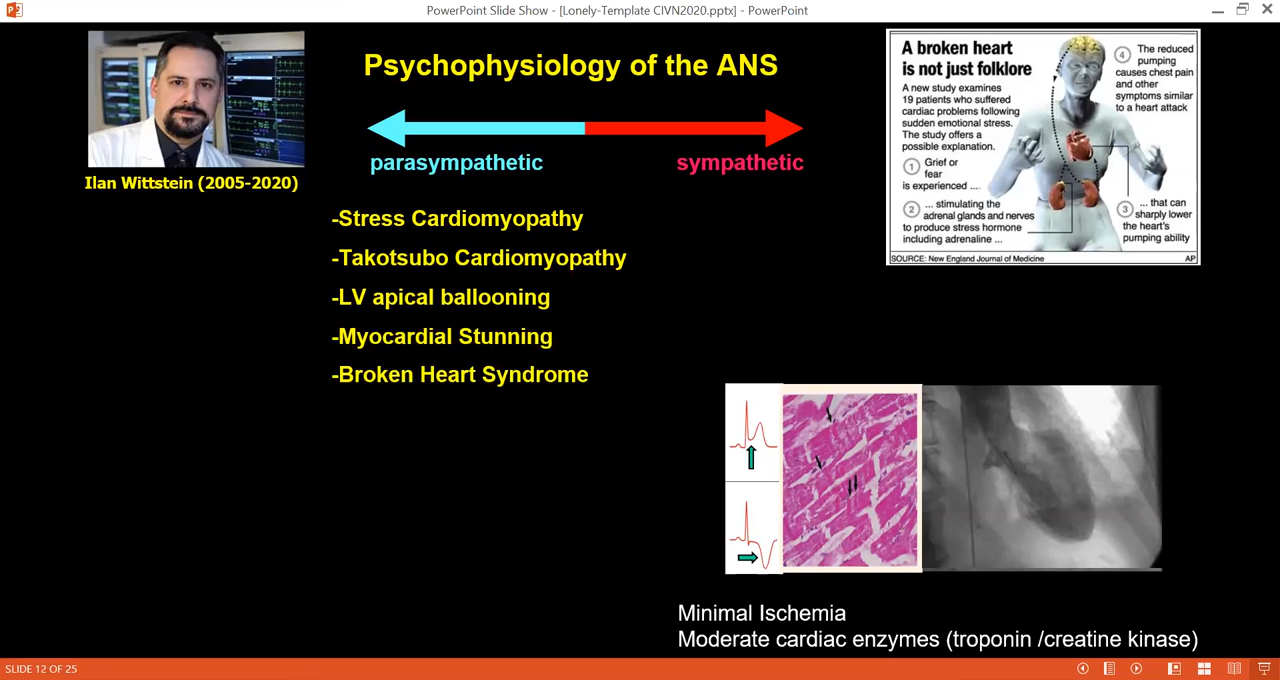 PowerPoint Slide Show - [Lonely-Template CIVN2020.pptx] - PowerPoint
Psychophysiology of the ANS
parasympathetic
sympathetic
Ilan Wittstein (2005-2020)
-Stress Cardiomyopathy
-Takotsubo Cardiomyopathy
-LV apical ballooning
-Myocardial Stunning
-Broken Heart Syndrome
A broken heart
is not just folklore
A new study examines
19 patients who suffered
cardiac problems following
sudden emotional stress.
The study offers a
possible explanation.
1 Grief or
fear
is experienced ...
2 ... stimulating the
adrenal glands and nerves
to produce stress hormone
including adrenaline ...
3 ... that can
sharply lower
the heart's
pumping ability
4 The reduced
pumping
causes chest pain
and other
symptoms similar
to a heart attack
SOURCE: New England Journal of Medicine
AP
Minimal Ischemia
Moderate cardiac enzymes (troponin /creatine kinase)
SLIDE 12 OF 25